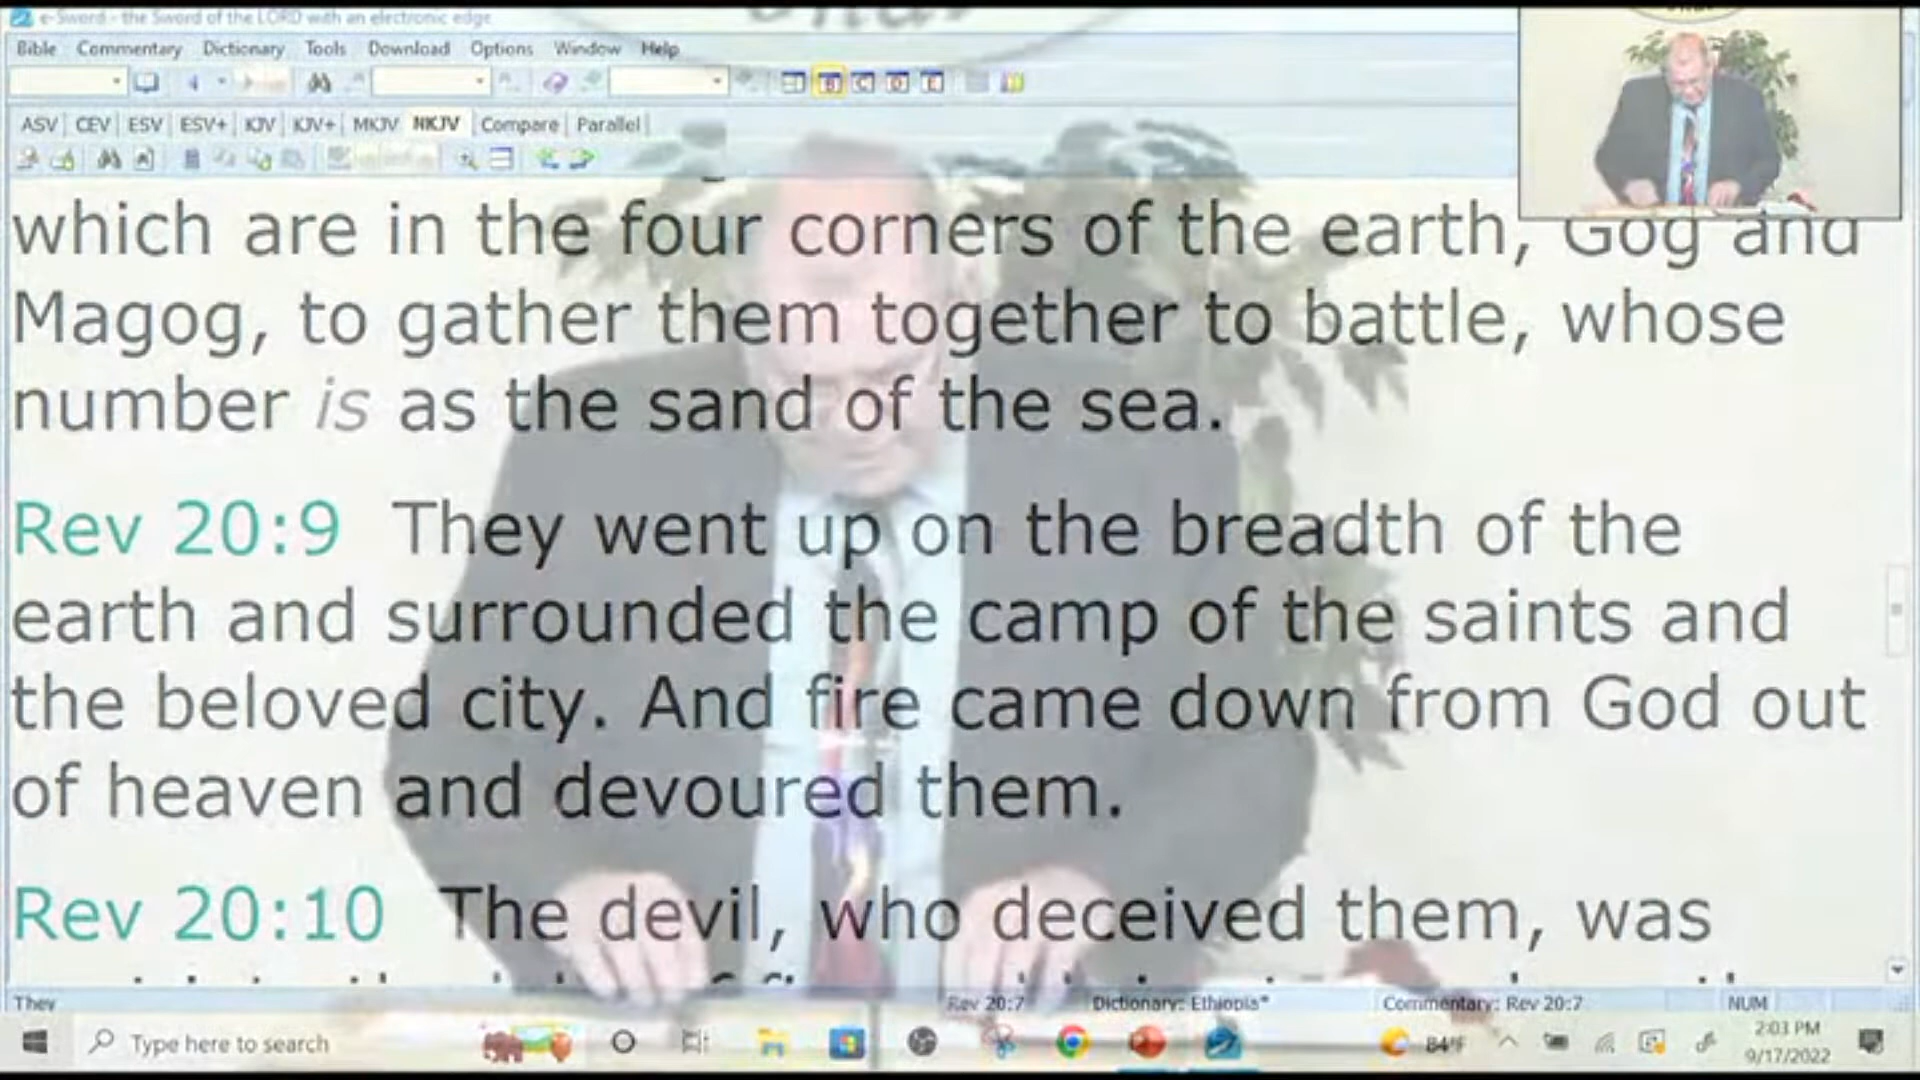 e-Sword - the Sword of the LORD with an electronic edge
Bible Commentary Dictionary Tools Download Options Window Help
ASV CEV ESV ESV+ KJV KJV+ MKJV NKJV Compare Parallel
which are in the four corners of the earth, Gog and
Magog, to gather them together to battle, whose
number is as the sand of the sea.
Rev 20:9 They went up on the breadth of the
earth and surrounded the camp of the saints and
the beloved city. And fire came down from God out
of heaven and devoured them.
Rev 20:10 The devil, who deceived them, was
They Rev 20:7 Dictionary: Ethiopia* Commentary: Rev 20:7 NUM
Type here to search 84°F 2:03 PM
9/17/2022